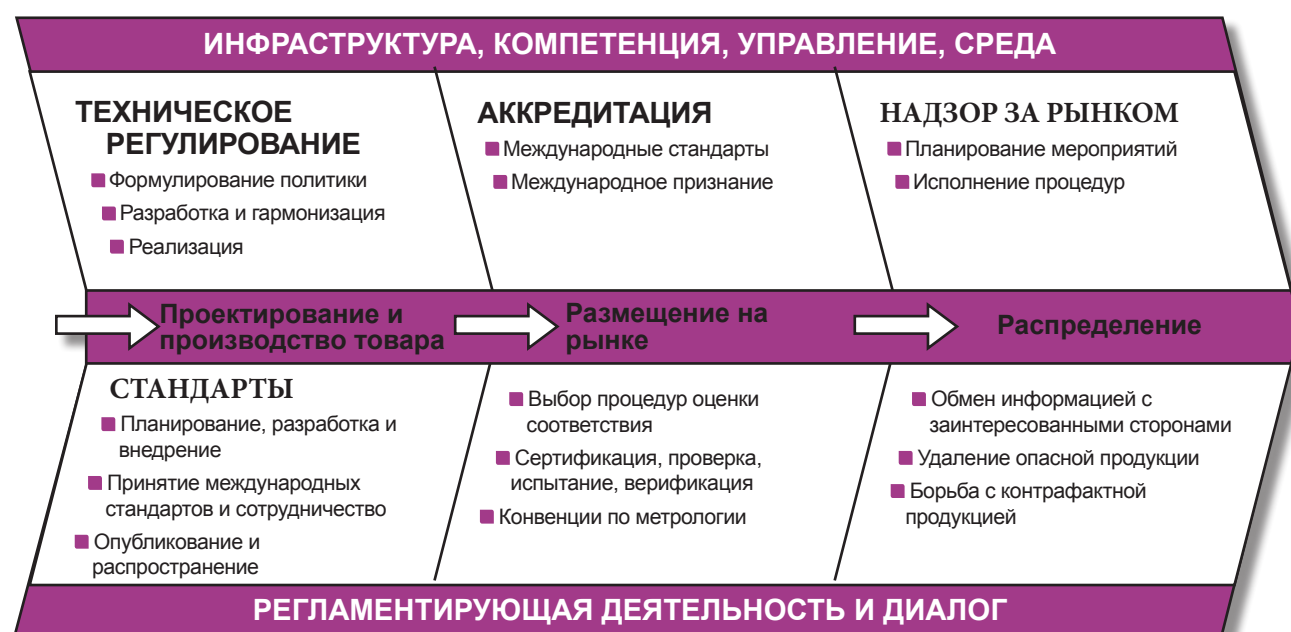 ИНФРАСТРУКТУРА, КОМПЕТЕНЦИЯ, УПРАВЛЕНИЕ, СРЕДА
ТЕХНИЧЕСКОЕ
РЕГУЛИРОВАНИЕ
Формулирование политики
Разработка и гармонизация
Реализация
АККРЕДИТАЦИЯ
Международные стандарты
Международное признание
НАДЗОР ЗА РЫНКОМ
Планирование мероприятий
Исполнение процедур
Проектирование и
производство товара
Размещение на
рынке
Распределение
СТАНДАРТЫ
Планирование, разработка и
внедрение
Принятие международных
стандартов и сотрудничество
Опубликование и
распространение
Выбор процедур оценки
соответствия
Сертификация, проверка,
испытание, верификация
Конвенции по метрологии
Обмен информацией с
заинтересованными сторонами
Удаление опасной продукции
Борьба с контрафактной
продукцией
РЕГЛАМЕНТИРУЮЩАЯ ДЕЯТЕЛЬНОСТЬ И ДИАЛОГ